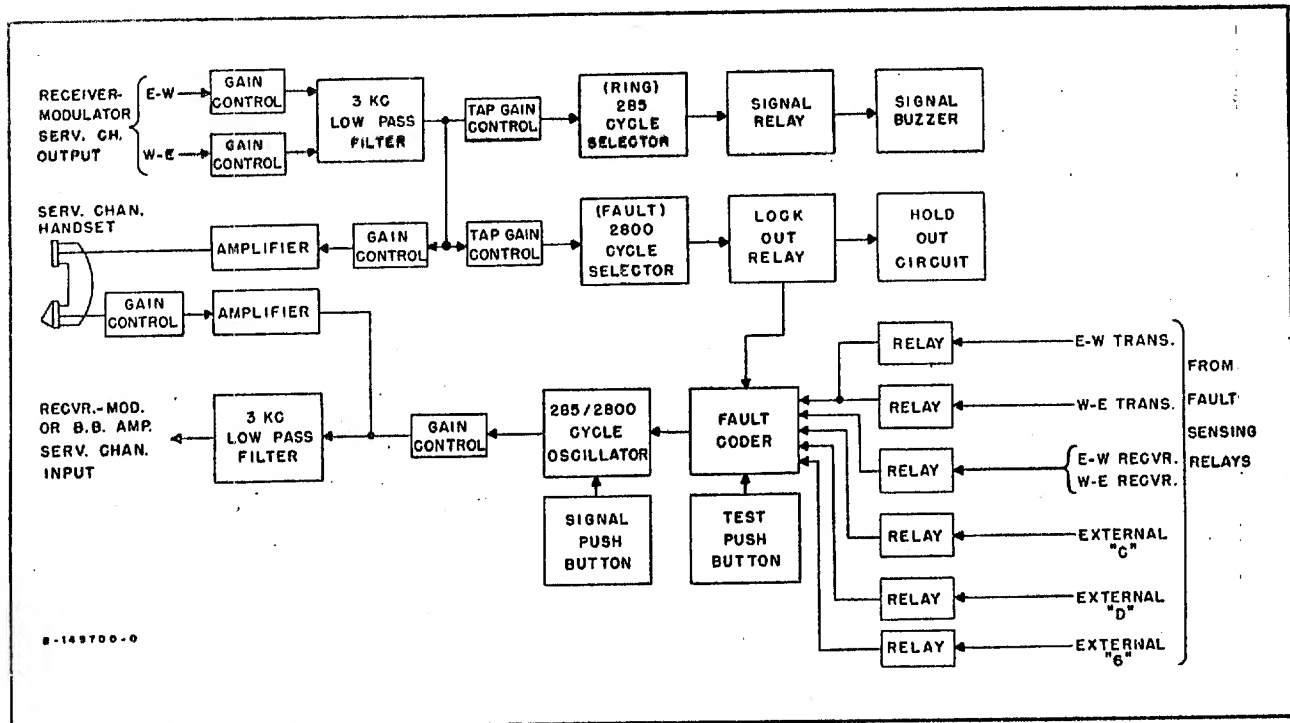 RECEIVER-
MODULATOR
SERV. CH.
OUTPUT
E-W
W-E
GAIN
CONTROL
GAIN
CONTROL
3 KC
LOW PASS
FILTER
TAP GAIN
CONTROL
(RING)
285
CYCLE
SELECTOR
SIGNAL
RELAY
SIGNAL
BUZZER
SERV. CHAN.
HANDSET
AMPLIFIER
GAIN
CONTROL
TAP GAIN
CONTROL
(FAULT)
2800
CYCLE
SELECTOR
LOCK
OUT
RELAY
HOLD
OUT
CIRCUIT
GAIN
CONTROL
AMPLIFIER
RECVR.-MOD.
OR B.B. AMP.
SERV. CHAN.
INPUT
3 KC
LOW PASS
FILTER
GAIN
CONTROL
285/2800
CYCLE
OSCILLATOR
FAULT
CODER
SIGNAL
PUSH
BUTTON
TEST
PUSH
BUTTON
RELAY
E-W TRANS.
RELAY
W-E TRANS.
RELAY
E-W RECVR.
W-E RECVR.
RELAY
EXTERNAL
"C"
RELAY
EXTERNAL
"D"
RELAY
EXTERNAL
"6"
FROM
FAULT
SENSING
RELAYS
B-149700-0